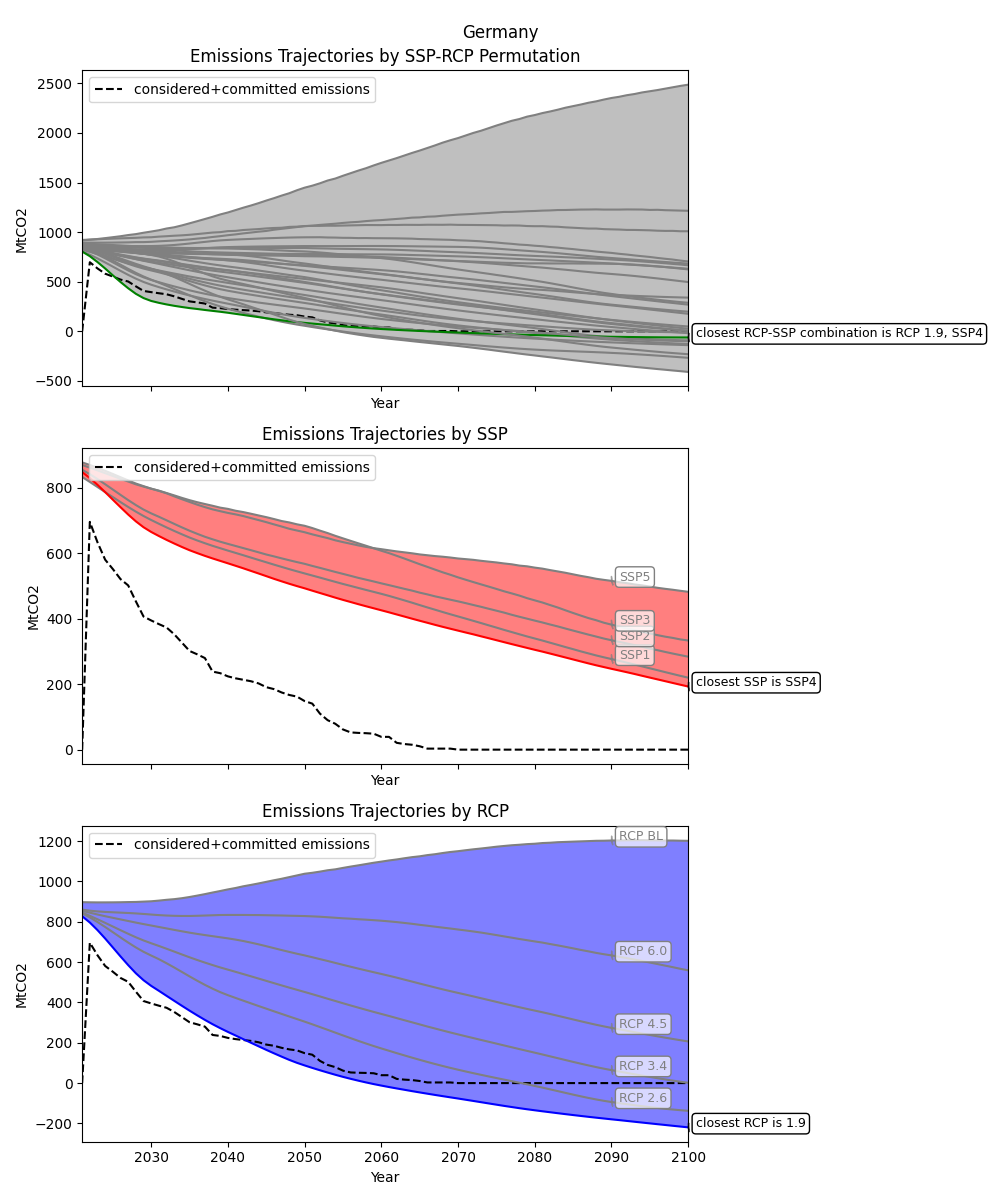 Germany
Emissions Trajectories by SSP-RCP Permutation
considered+committed emissions
2500
2000
1500
1000
500
0
−500
MtCO2
closest RCP-SSP combination is RCP 1.9, SSP4
Year
Emissions Trajectories by SSP
considered+committed emissions
800
600
400
200
0
MtCO2
SSP5
SSP3
SSP2
SSP1
closest SSP is SSP4
Year
Emissions Trajectories by RCP
considered+committed emissions
1200
1000
800
600
400
200
0
−200
MtCO2
RCP BL
RCP 6.0
RCP 4.5
RCP 3.4
RCP 2.6
closest RCP is 1.9
2030 2040 2050 2060 2070 2080 2090 2100
Year